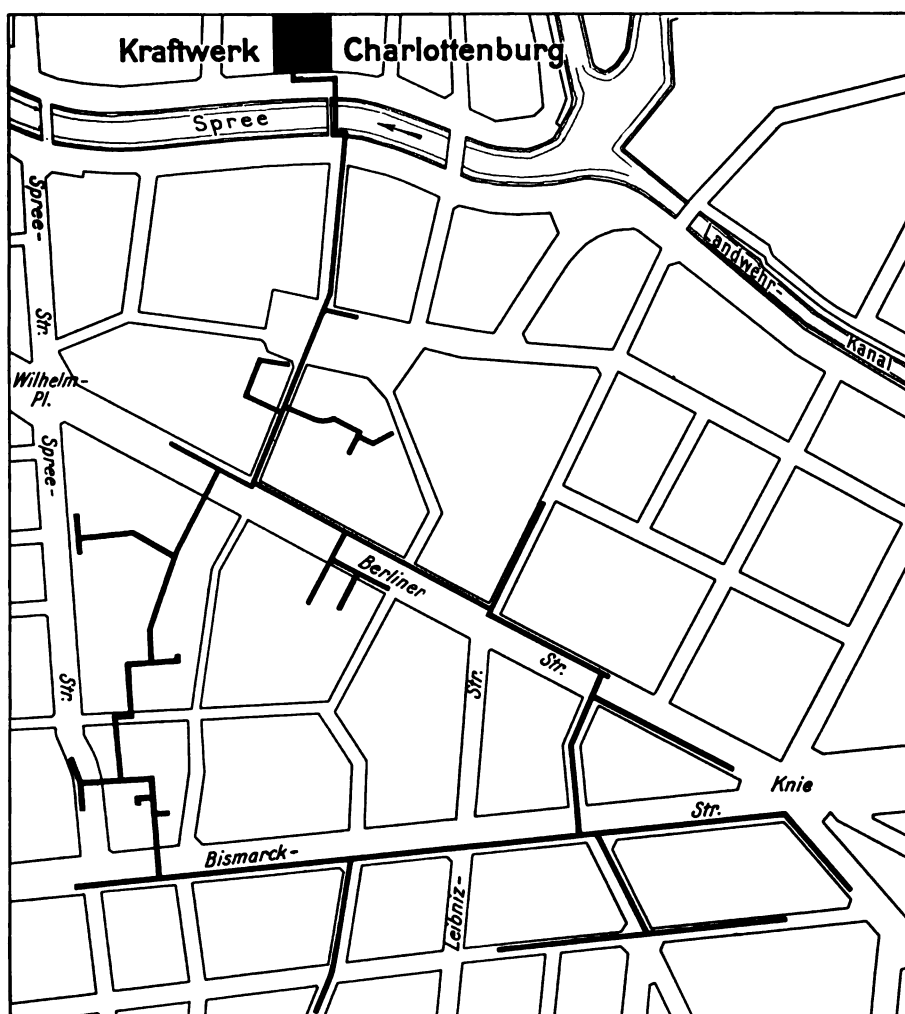 Kraftwerk Charlottenburg
Spree
Spree-
Str.
Landwehr-
Kanal
Wilhelm-
Pl.
Spree-
Str.
Berliner
Str.
Str.
Knie
Str.
Bismarck-
Leibniz-